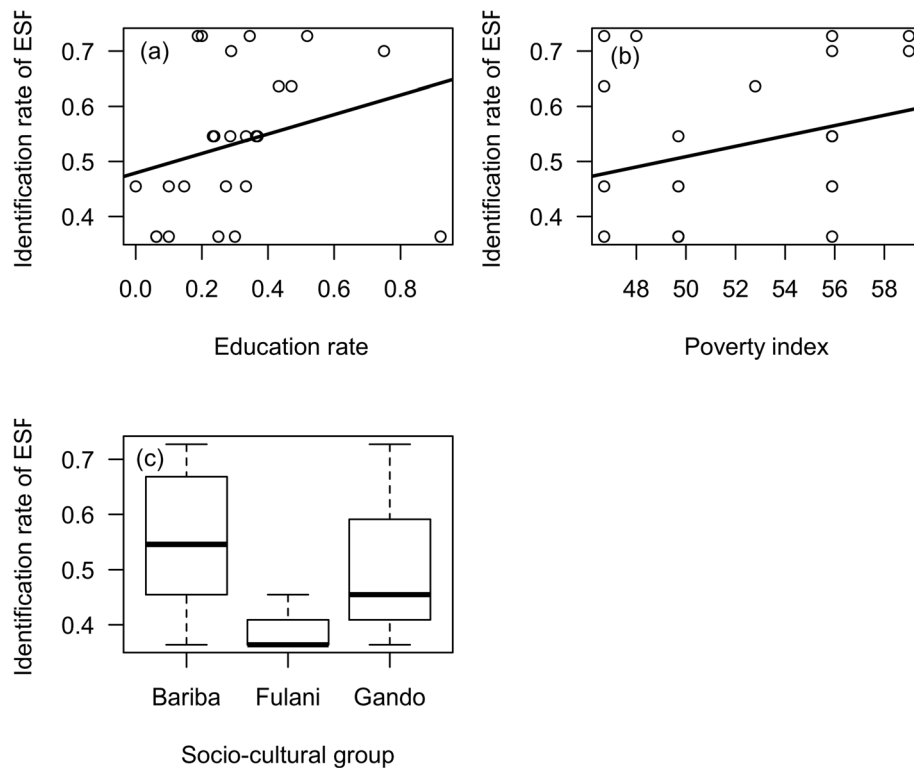 (a)
Identification rate of ESF
0.7
0.6
0.5
0.4
0.0 0.2 0.4 0.6 0.8
Education rate
(b)
Identification rate of ESF
0.7
0.6
0.5
0.4
48 50 52 54 56 58
Poverty index
(c)
Identification rate of ESF
0.7
0.6
0.5
0.4
Bariba Fulani Gando
Socio-cultural group